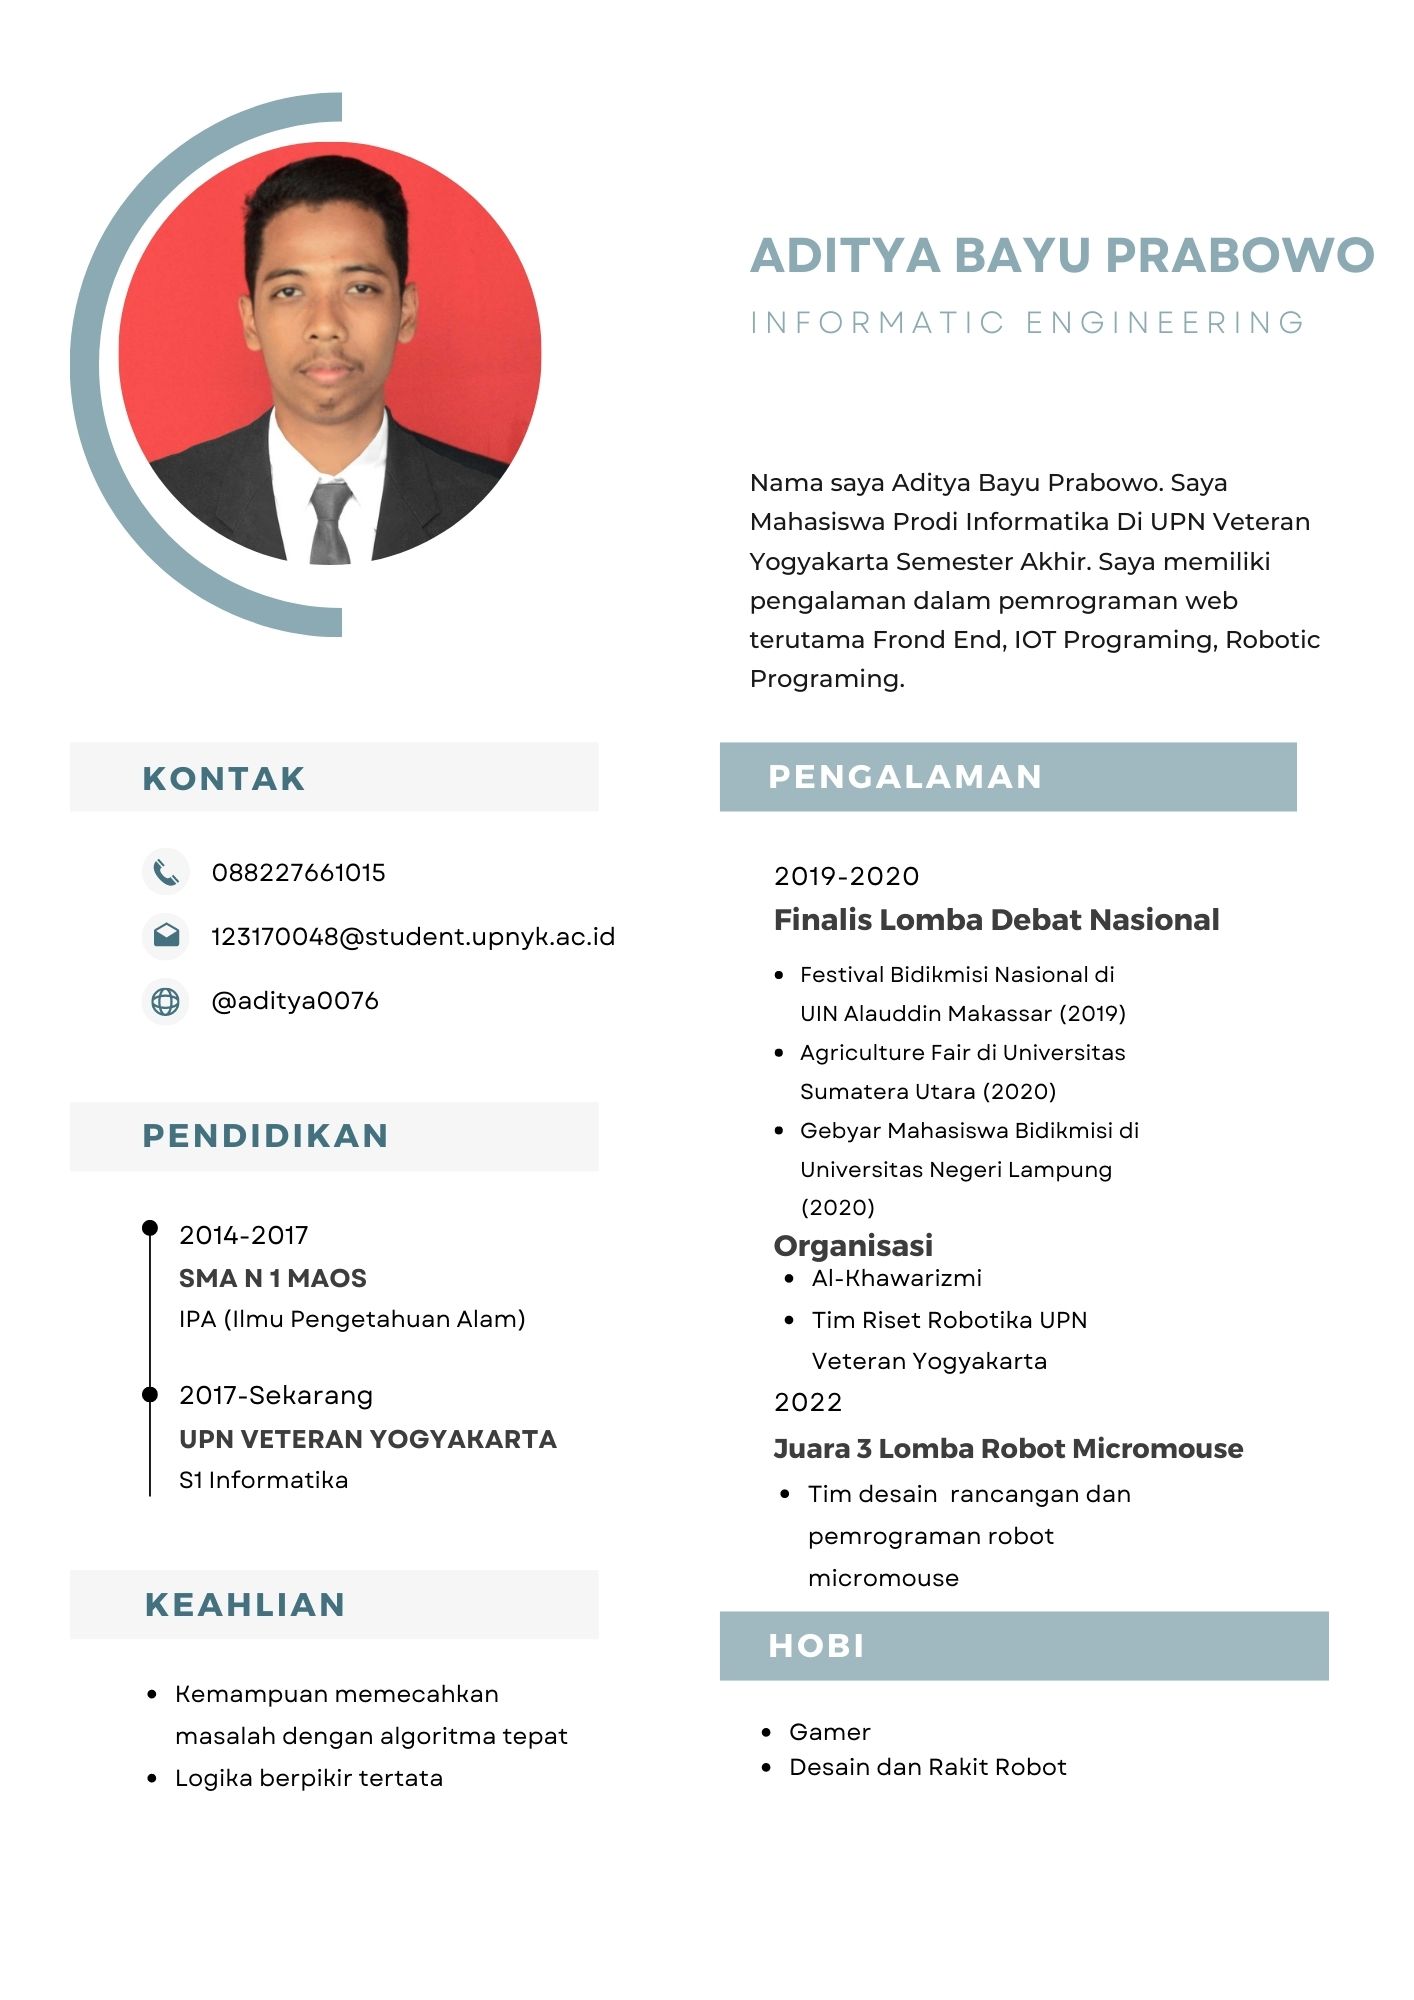 ADITYA BAYU PRABOWO
INFORMATIC ENGINEERING
Nama saya Aditya Bayu Prabowo. Saya
Mahasiswa Prodi Informatika Di UPN Veteran
Yogyakarta Semester Akhir. Saya memiliki
pengalaman dalam pemrograman web
terutama Frond End, IOT Programing, Robotic
Programing.
KONTAK
088227661015
123170048@student.upnyk.ac.id
@aditya0076
PENDIDIKAN
2014-2017
SMA N 1 MAOS
IPA (Ilmu Pengetahuan Alam)
2017-Sekarang
UPN VETERAN YOGYAKARTA
S1 Informatika
KEAHLIAN
• Kemampuan memecahkan
masalah dengan algoritma tepat
• Logika berpikir tertata
PENGALAMAN
2019-2020
Finalis Lomba Debat Nasional
• Festival Bidikmisi Nasional di
UIN Alauddin Makassar (2019)
• Agriculture Fair di Universitas
Sumatera Utara (2020)
• Gebyar Mahasiswa Bidikmisi di
Universitas Negeri Lampung
(2020)
Organisasi
• Al-Khawarizmi
• Tim Riset Robotika UPN
Veteran Yogyakarta
2022
Juara 3 Lomba Robot Micromouse
• Tim desain  rancangan dan
pemrograman robot
micromouse
HOBI
• Gamer
• Desain dan Rakit Robot